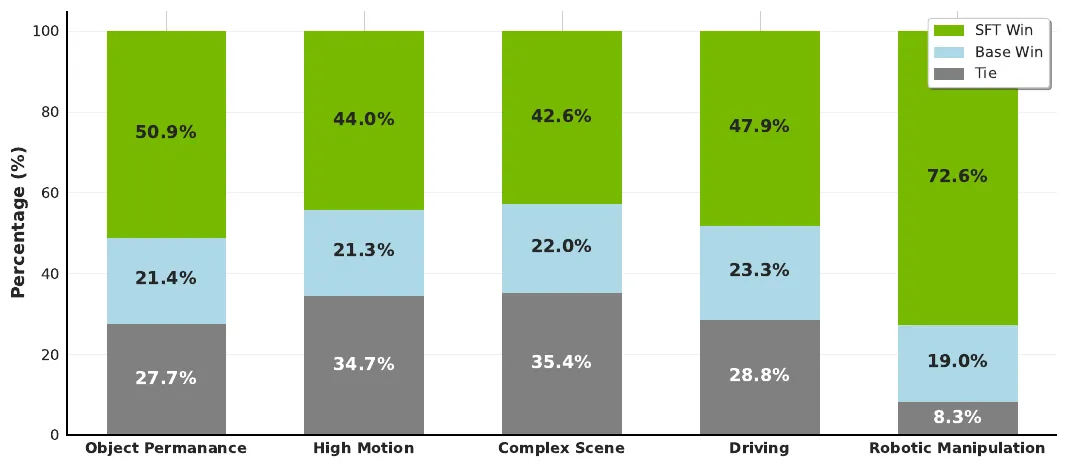 100
80
60
40
20
0
Percentage (%)
SFT Win
Base Win
Tie
50.9% 44.0% 42.6% 47.9% 72.6%
21.4% 21.3% 22.0% 23.3% 19.0%
27.7% 34.7% 35.4% 28.8% 8.3%
Object Permanance High Motion Complex Scene Driving Robotic Manipulation